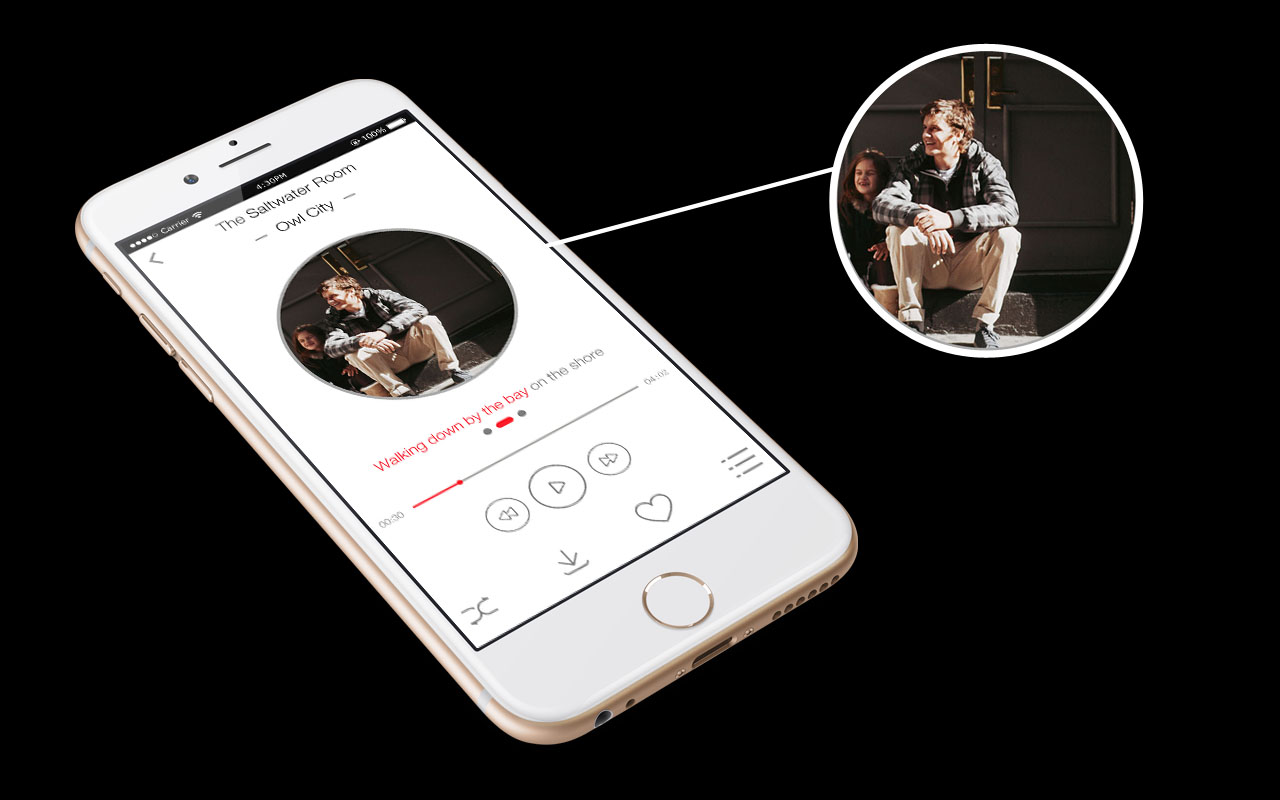 Carrier 4:30PM 100%
The Saltwater Room
Owl City
Walking down by the bay on the shore
00:30 04:02